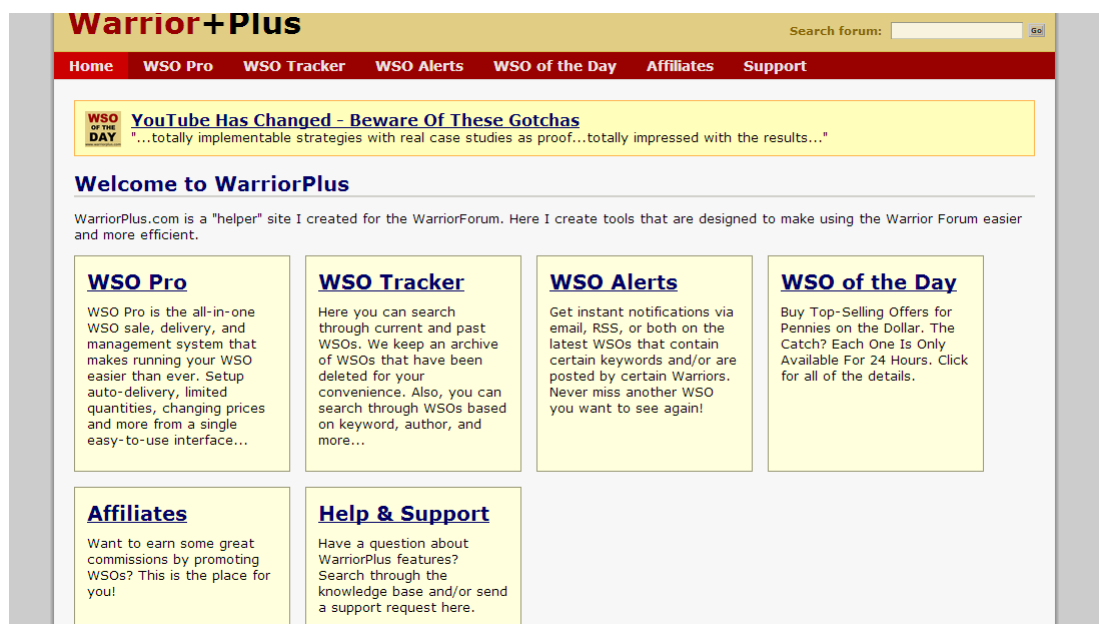 Warrior+Plus
Search forum:
Go
Home WSO Pro WSO Tracker WSO Alerts WSO of the Day Affiliates Support
WSO
OF THE
DAY
YouTube Has Changed - Beware Of These Gotchas
"...totally implementable strategies with real case studies as proof...totally impressed with the results..."
Welcome to WarriorPlus
WarriorPlus.com is a "helper" site I created for the WarriorForum. Here I create tools that are designed to make using the Warrior Forum easier
and more efficient.
WSO Pro
WSO Pro is the all-in-one
WSO sale, delivery, and
management system that
makes running your WSO
easier than ever. Setup
auto-delivery, limited
quantities, changing prices
and more from a single
easy-to-use interface...
WSO Tracker
Here you can search
through current and past
WSOs. We keep an archive
of WSOs that have been
deleted for your
convenience. Also, you can
search through WSOs based
on keyword, author, and
more...
WSO Alerts
Get instant notifications via
email, RSS, or both on the
latest WSOs that contain
certain keywords and/or are
posted by certain Warriors.
Never miss another WSO
you want to see again!
WSO of the Day
Buy Top-Selling Offers for
Pennies on the Dollar. The
Catch? Each One Is Only
Available For 24 Hours. Click
for all of the details.
Affiliates
Want to earn some great
commissions by promoting
WSOs? This is the place for
you!
Help & Support
Have a question about
WarriorPlus features?
Search through the
knowledge base and/or send
a support request here.